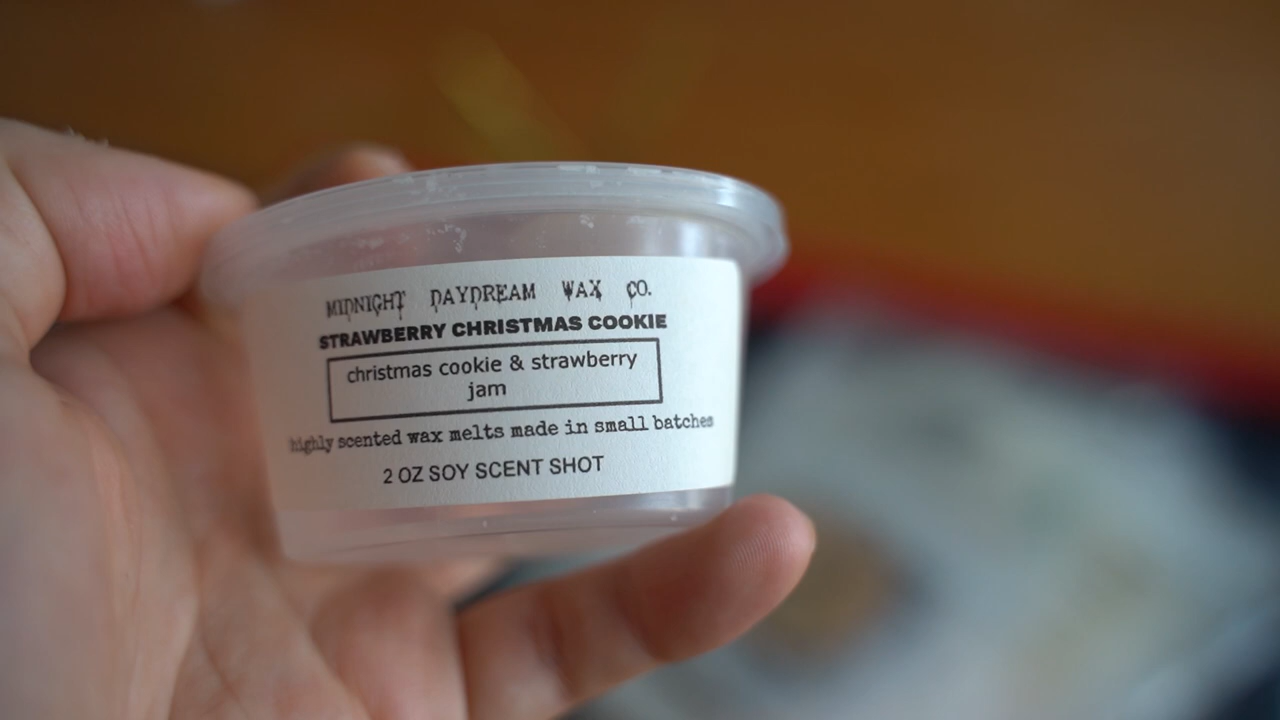 MIDNIGHT DAYDREAM WAX CO.
STRAWBERRY CHRISTMAS COOKIE
christmas cookie & strawberry
jam
highly scented wax melts made in small batches
2 OZ SOY SCENT SHOT